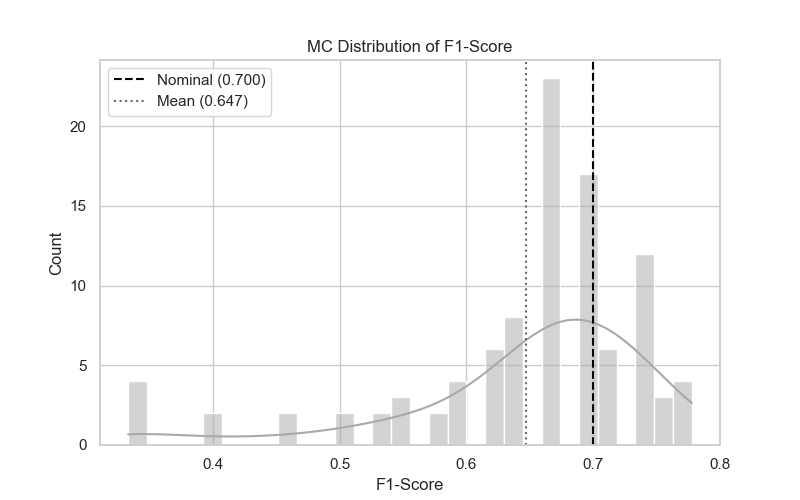 MC Distribution of F1-Score
Nominal (0.700)
Mean (0.647)
Count
20
15
10
5
0
0.4 0.5 0.6 0.7 0.8
F1-Score